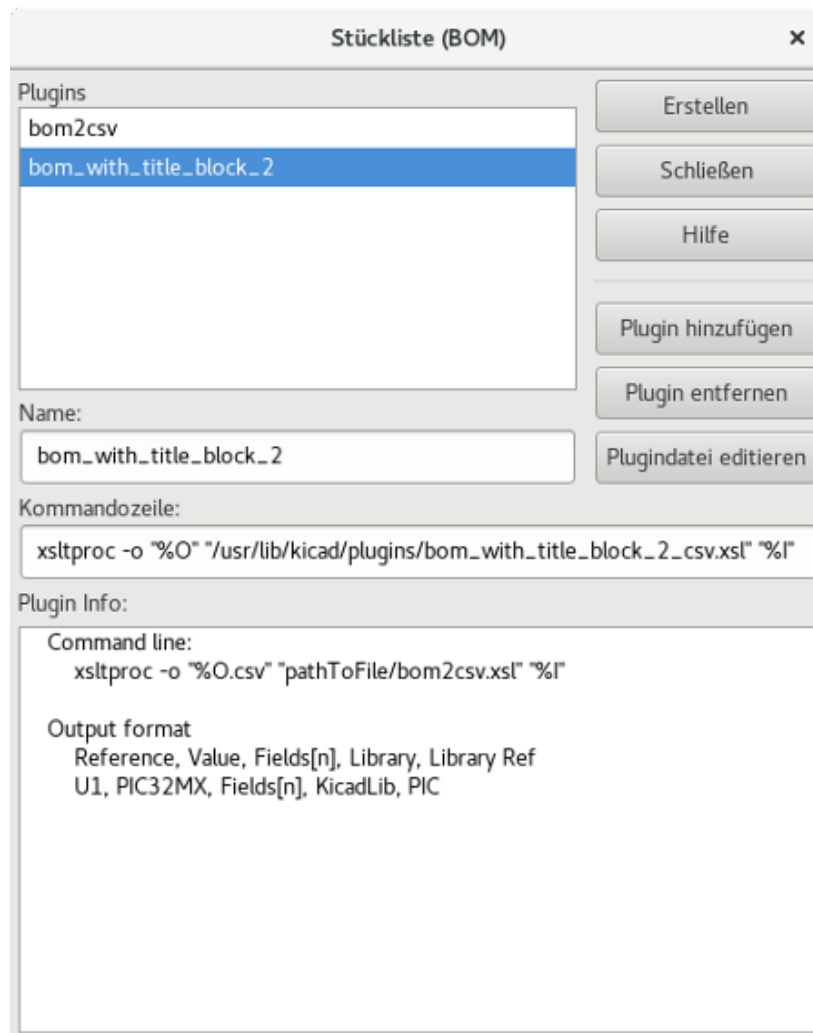 Stückliste (BOM)
Plugins
bom2csv
bom_with_title_block_2
Erstellen
Schließen
Hilfe
Plugin hinzufügen
Plugin entfernen
Plugindatei editieren
Name:
bom_with_title_block_2
Kommandozeile:
xsltproc -o "%O" "/usr/lib/kicad/plugins/bom_with_title_block_2_csv.xsl" "%I"
Plugin Info:
Command line:
xsltproc -o "%O.csv" "pathToFile/bom2csv.xsl" "%I"
Output format
Reference, Value, Fields[n], Library, Library Ref
U1, PIC32MX, Fields[n], KicadLib, PIC